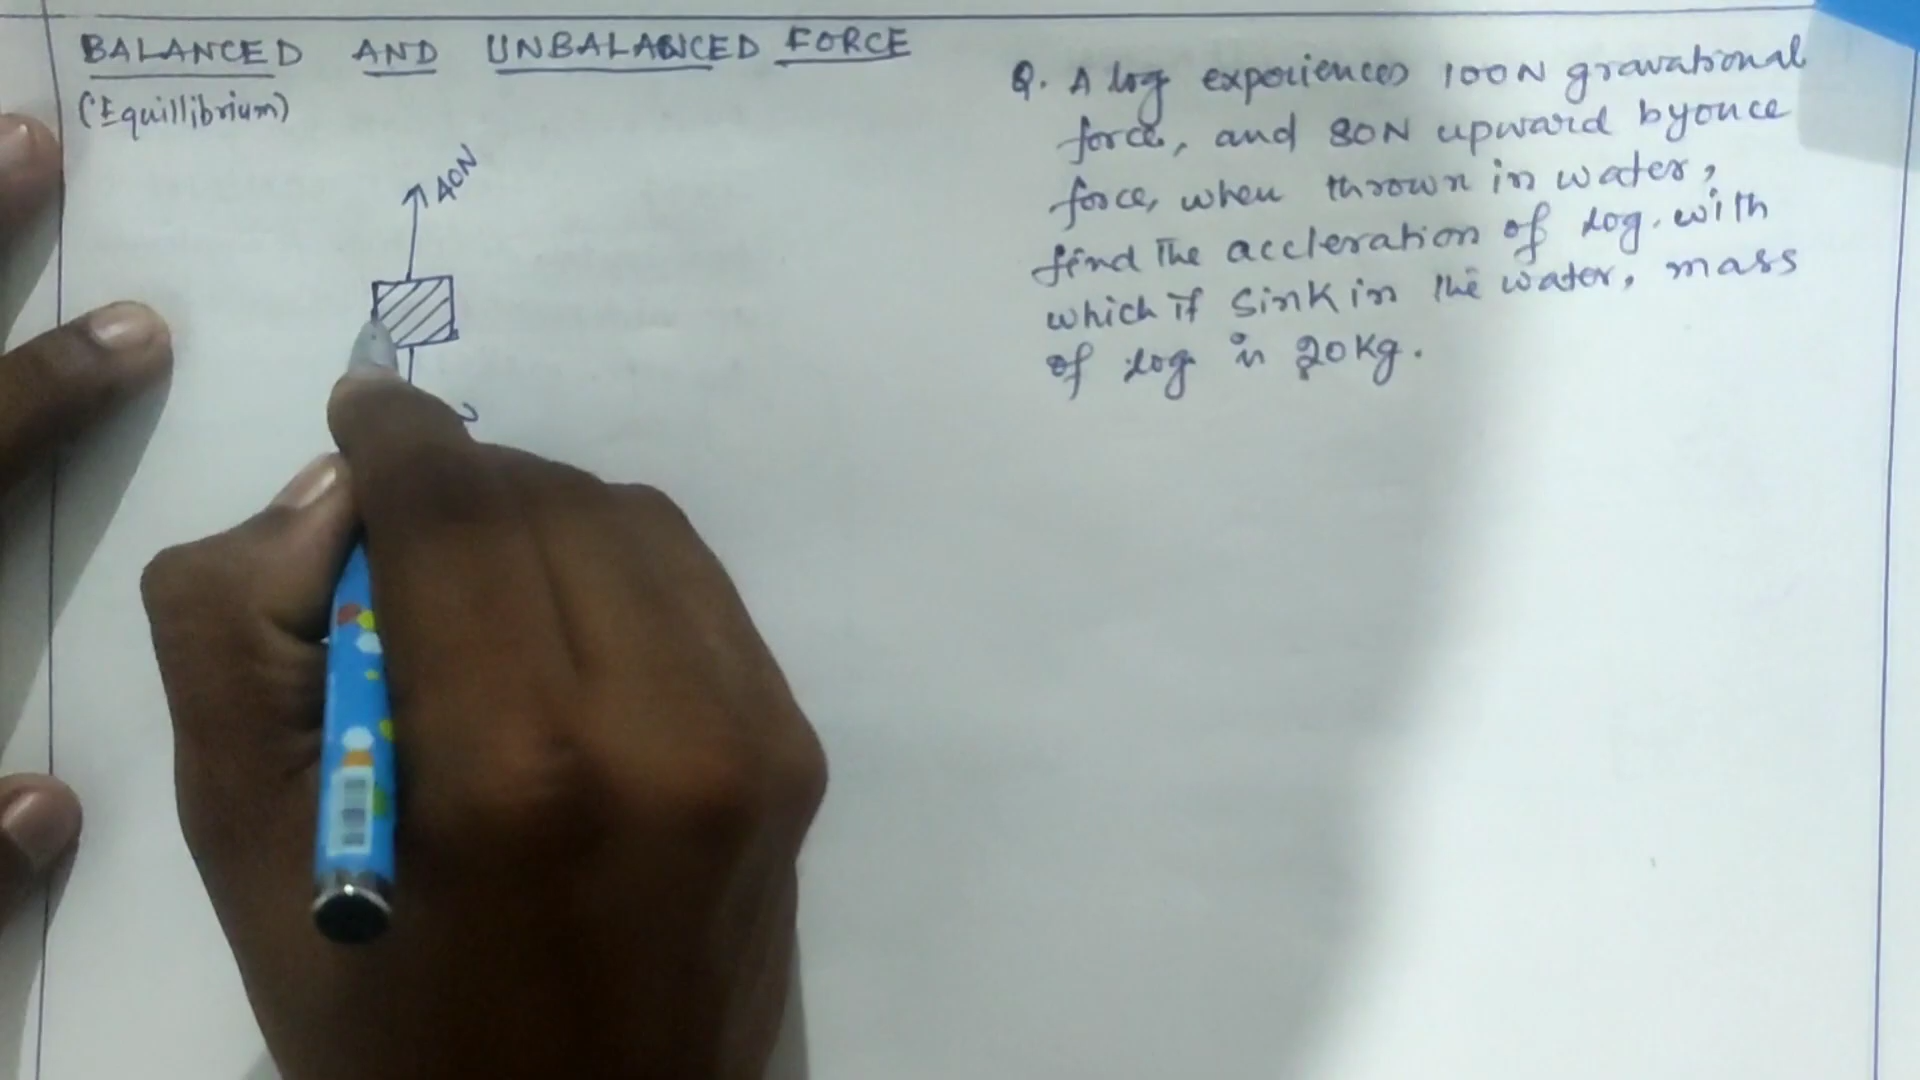 BALANCED AND UNBALANCED FORCE
(Equillibrium)
40N
Q. A log experiences 100N gravational
force, and 80N upward byouce
force, when thrown in water,
find The accleration of log. with
which it sink in the water, mass
of log is 20Kg.